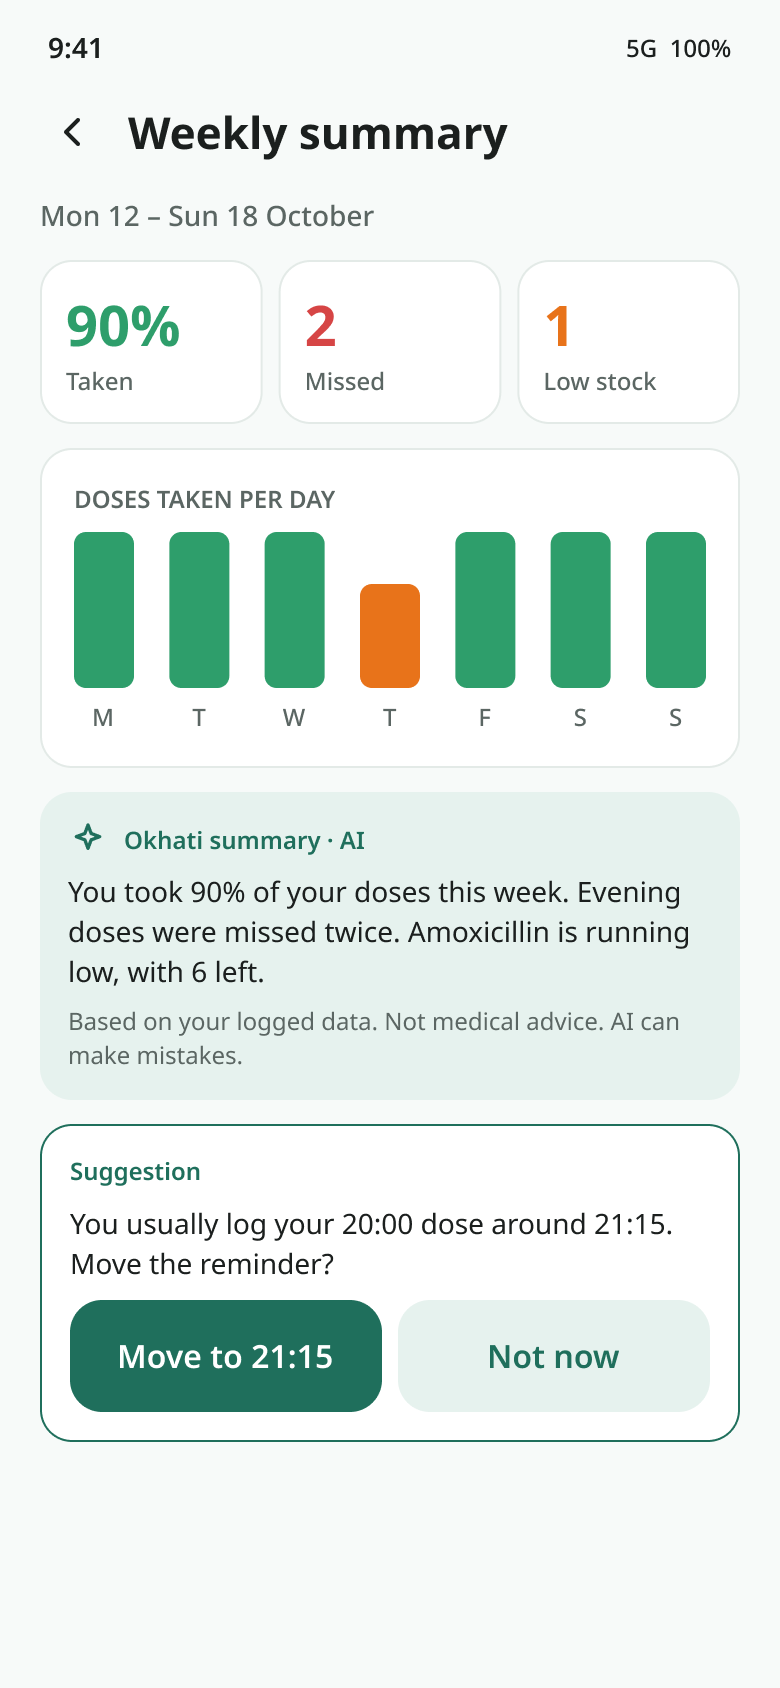 9:41
5G 100%
Weekly summary
Mon 12 – Sun 18 October
90%
Taken
2
Missed
1
Low stock
DOSES TAKEN PER DAY
M T W T F S S
Okhati summary · AI
You took 90% of your doses this week. Evening
doses were missed twice. Amoxicillin is running
low, with 6 left.
Based on your logged data. Not medical advice. AI can
make mistakes.
Suggestion
You usually log your 20:00 dose around 21:15.
Move the reminder?
Move to 21:15
Not now